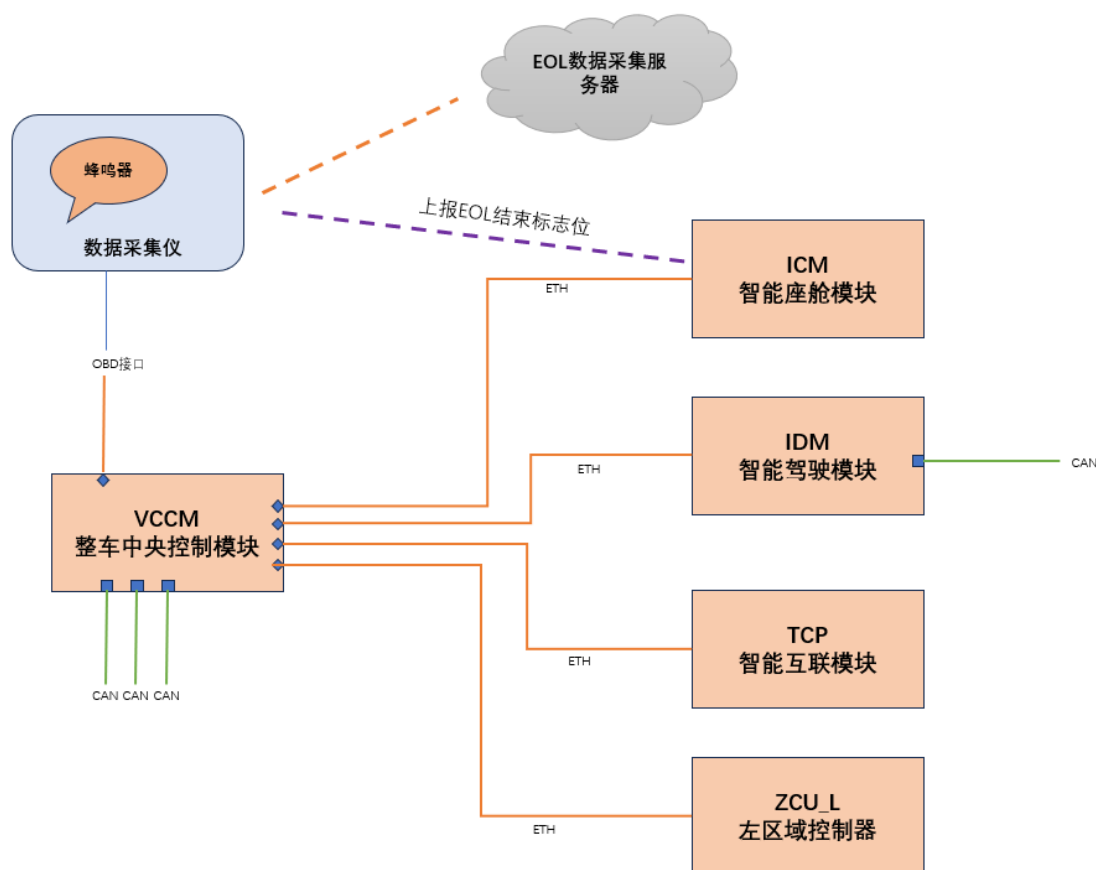 EOL数据采集服
务器
蜂鸣器
数据采集仪
上报EOL结束标志位
ICM
智能座舱模块
ETH
OBD接口
IDM
智能驾驶模块
ETH
CAN
VCCM
整车中央控制模块
TCP
智能互联模块
ETH
CAN CAN CAN
ZCU_L
左区域控制器
ETH